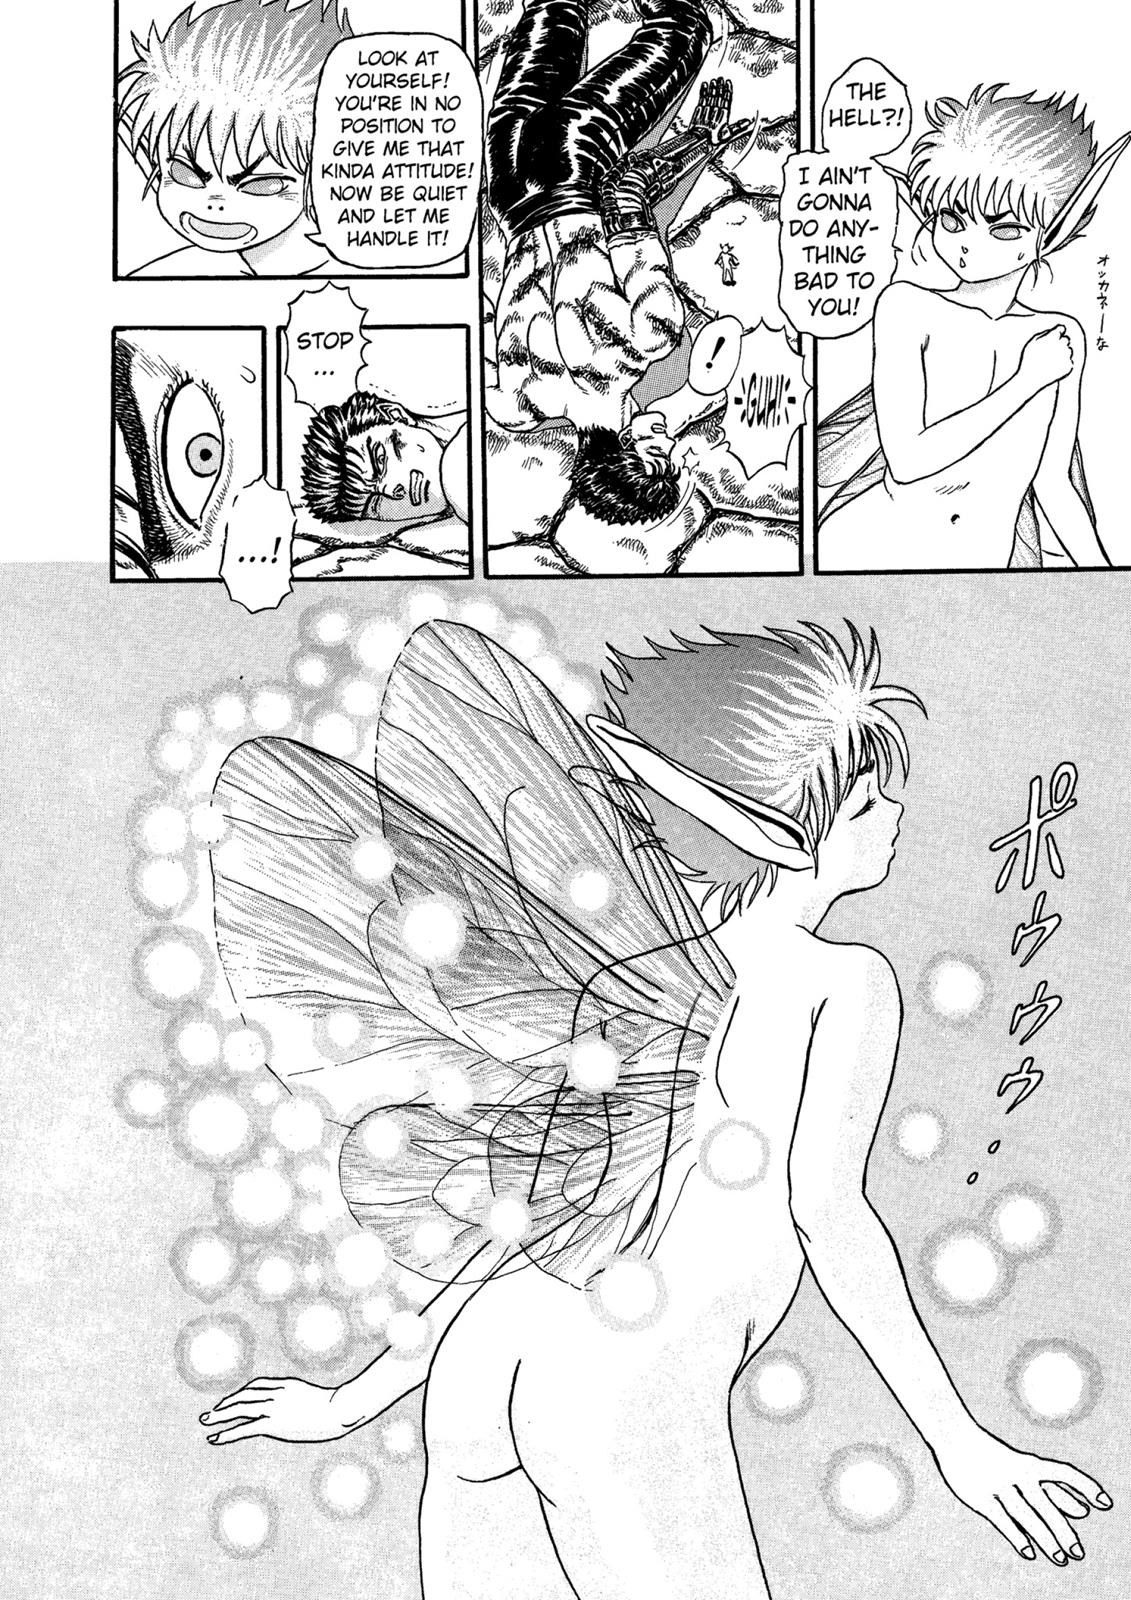 THE
HELL?!
I AIN'T
GONNA
DO ANY-
THING
BAD TO
YOU!
オッカネーな
!
GUH!
LOOK AT
YOURSELF!
YOU'RE IN NO
POSITION TO
GIVE ME THAT
KINDA ATTITUDE!
NOW BE QUIET
AND LET ME
HANDLE IT!
STOP
...
...!
ポウウウ...